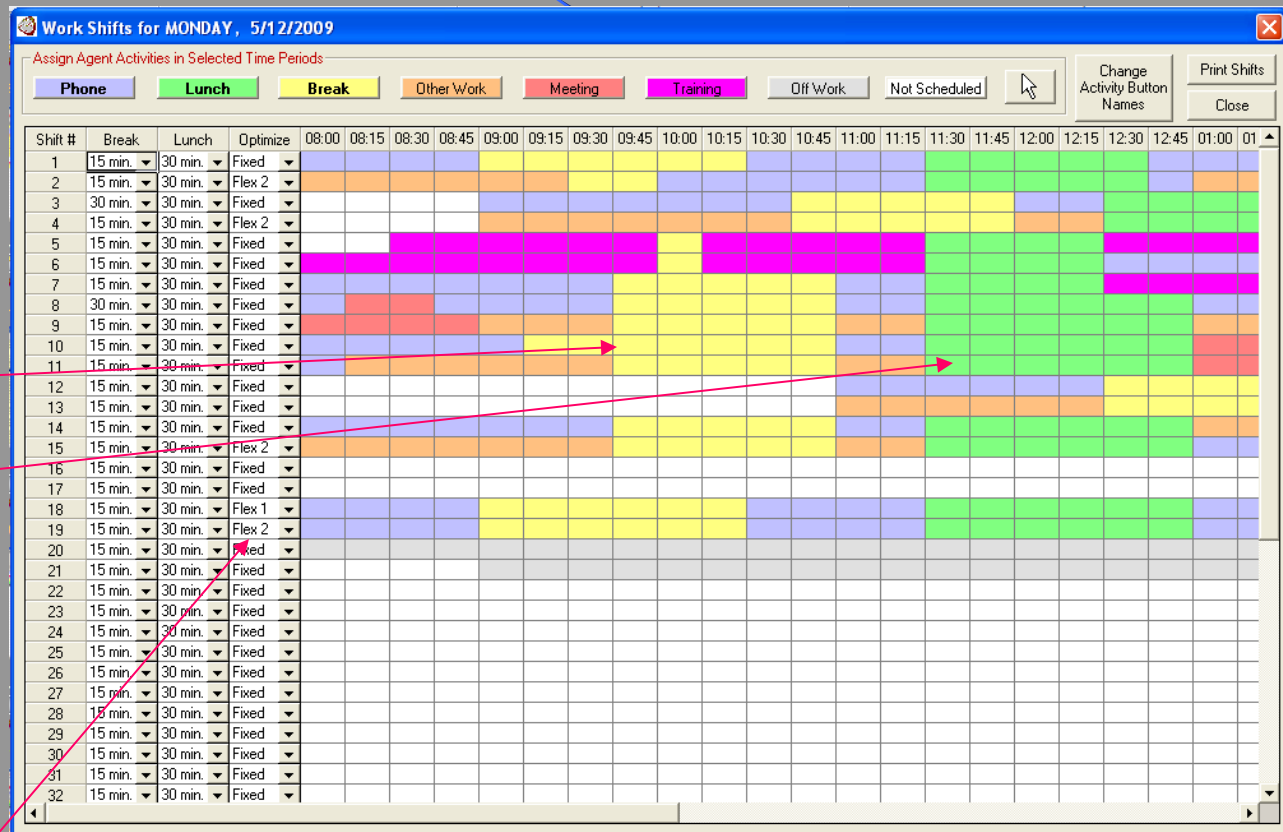 Work Shifts for MONDAY, 5/12/2009
Assign Agent Activities in Selected Time Periods
Phone Lunch Break Other Work Meeting Training Off Work Not Scheduled
Change Activity Button Names
Print Shifts
Close
Shift # Break Lunch Optimize 08:00 08:15 08:30 08:45 09:00 09:15 09:30 09:45 10:00 10:15 10:30 10:45 11:00 11:15 11:30 11:45 12:00 12:15 12:30 12:45 01:00 01
1 15 min. 30 min. Fixed
2 15 min. 30 min. Flex 2
3 30 min. 30 min. Fixed
4 15 min. 30 min. Flex 2
5 15 min. 30 min. Fixed
6 15 min. 30 min. Fixed
7 15 min. 30 min. Fixed
8 30 min. 30 min. Fixed
9 15 min. 30 min. Fixed
10 15 min. 30 min. Fixed
11 15 min. 30 min. Fixed
12 15 min. 30 min. Fixed
13 15 min. 30 min. Fixed
14 15 min. 30 min. Fixed
15 15 min. 30 min. Flex 2
16 15 min. 30 min. Fixed
17 15 min. 30 min. Fixed
18 15 min. 30 min. Flex 1
19 15 min. 30 min. Flex 2
20 15 min. 30 min. Fixed
21 15 min. 30 min. Fixed
22 15 min. 30 min. Fixed
23 15 min. 30 min. Fixed
24 15 min. 30 min. Fixed
25 15 min. 30 min. Fixed
26 15 min. 30 min. Fixed
27 15 min. 30 min. Fixed
28 15 min. 30 min. Fixed
29 15 min. 30 min. Fixed
30 15 min. 30 min. Fixed
31 15 min. 30 min. Fixed
32 15 min. 30 min. Fixed